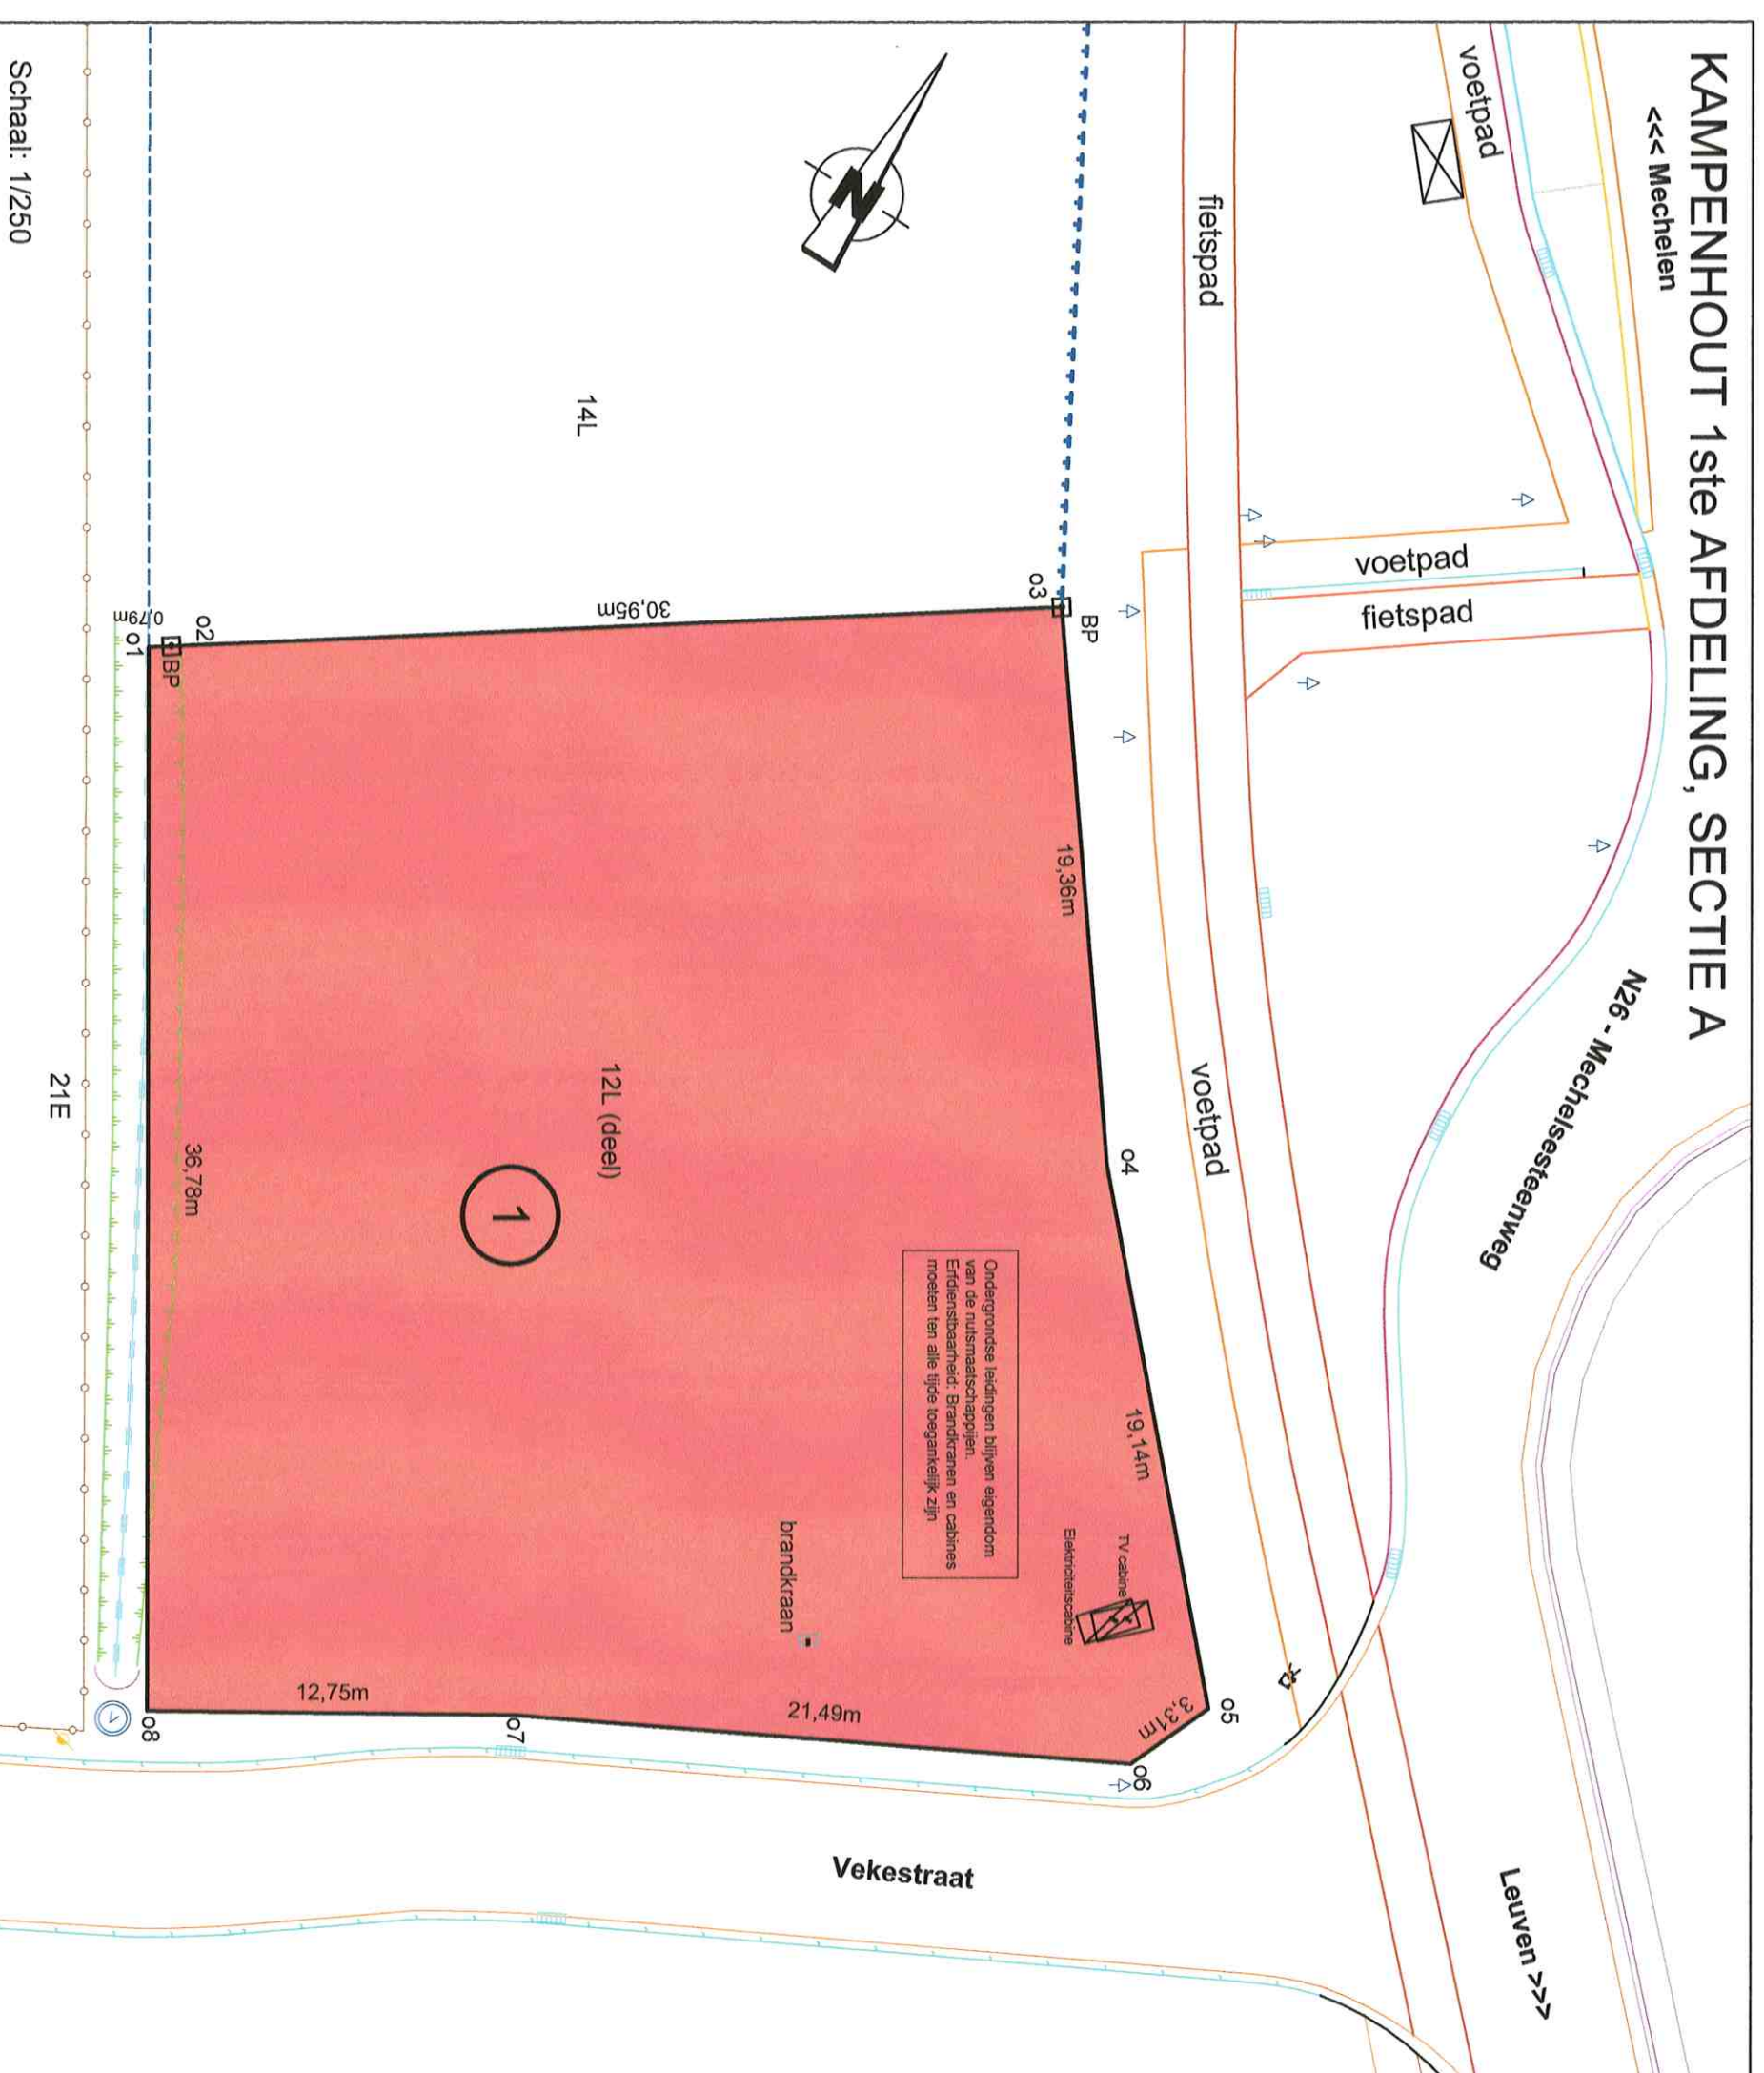 KAMPENHOUT 1ste AFDELING, SECTIE A
<<< Mechelen
voetpad
N26 - Mechelsesteenweg
Leuven >>>
fietspad
voetpad
fietspad
voetpad
N
14L
BP
o3
30,95m
19,36m
o4
19,14m
o5
3,31m
o6
21,49m
o7
12,75m
o8
36,78m
o2
BP
o1
0,79m
12L (deel)
1
Ondergrondse leidingen blijven eigendom
van de nutsmaatschappijen.
Erfdienstbaarheid: Brandkranen en cabines
moeten ten alle tijde toegankelijk zijn
TV cabine
Elektriciteitscabine
brandkraan
Vekestraat
21E
V
Schaal: 1/250